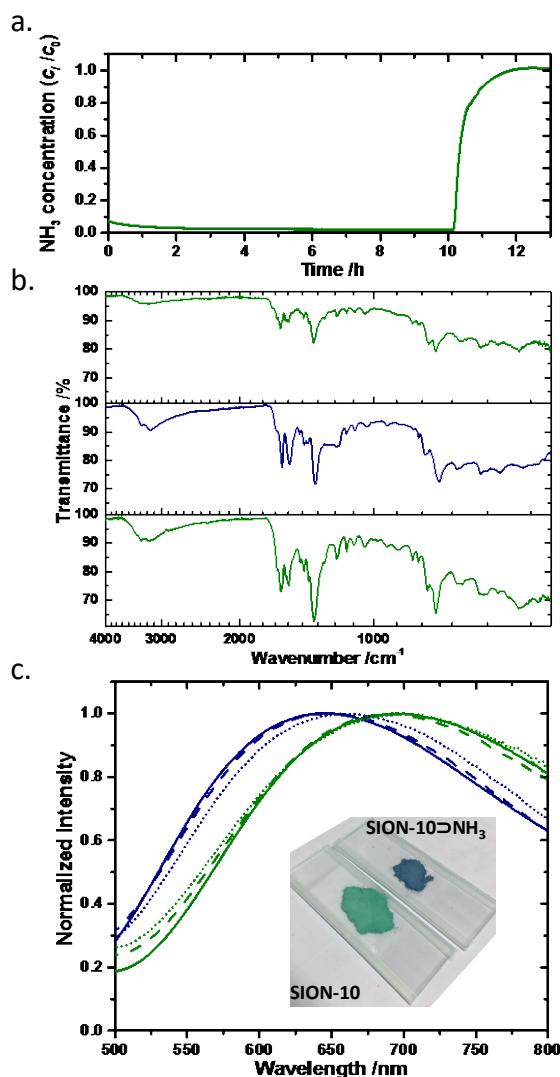 a.
NH₃ concentration (cᵢ /c₀)
1.0
0.8
0.6
0.4
0.2
0.0
0 2 4 6 8 10 12
Time /h
b.
Transmittance /%
100
90
80
100
90
80
70
100
90
80
70
4000 3000 2000 1000
Wavenumber /cm⁻¹
c.
Normalized Intensity
1.0
0.8
0.6
0.4
0.2
0.0
SION-10⊃NH₃
SION-10
500 550 600 650 700 750 800
Wavelength /nm